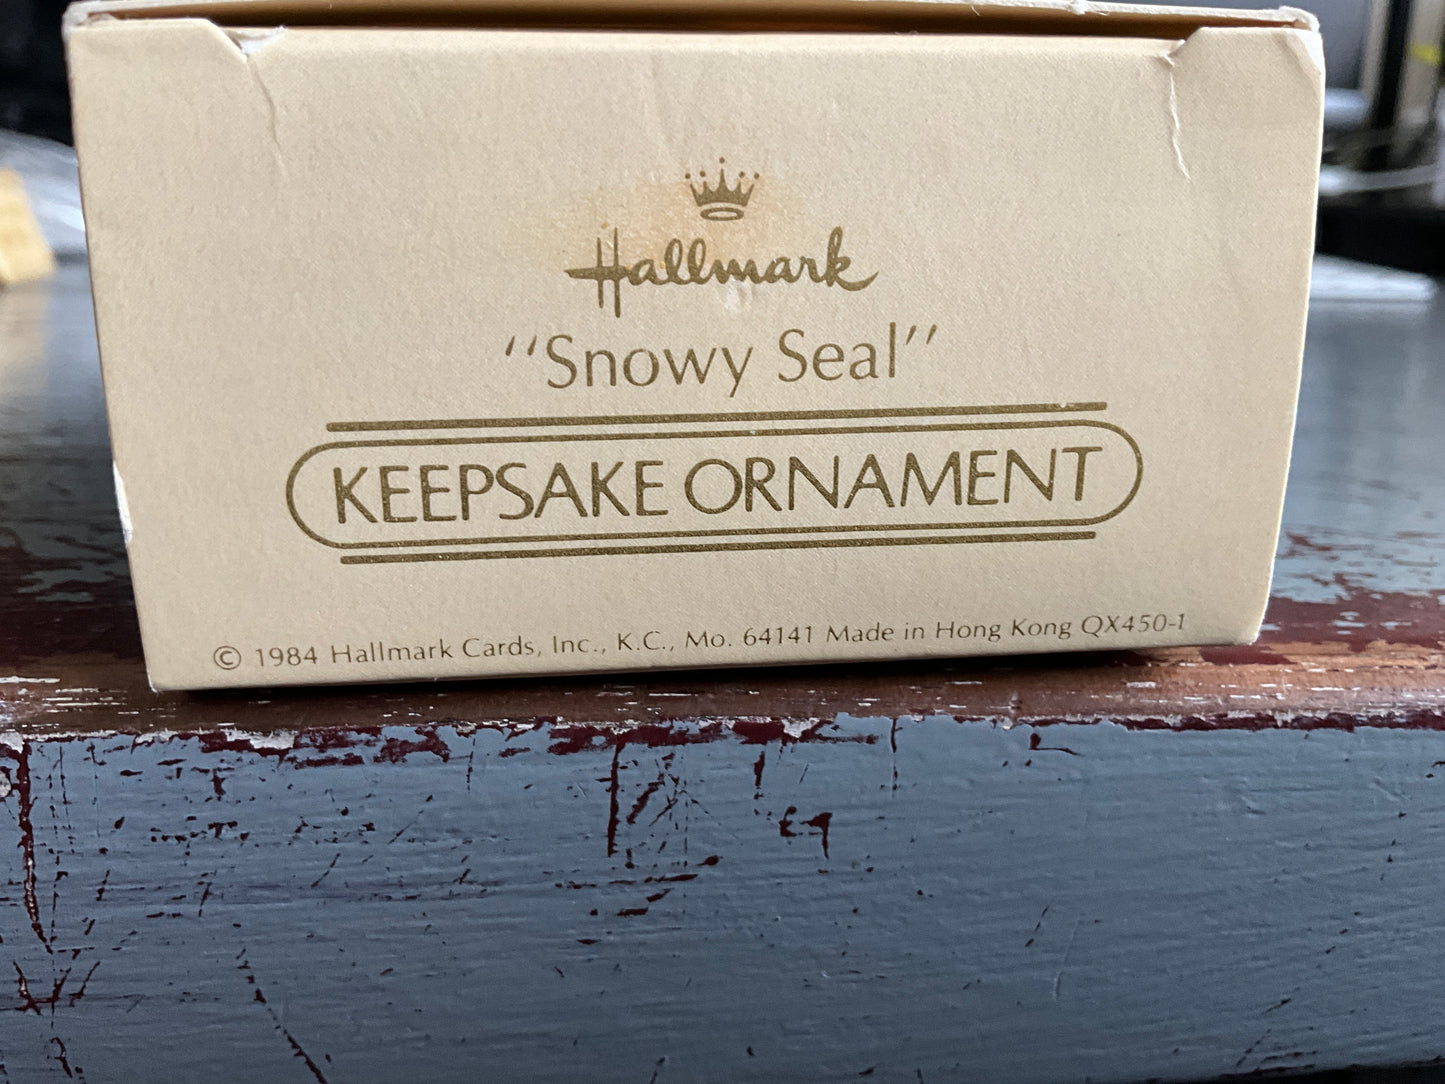 Hallmark
"Snowy Seal"
KEEPSAKE ORNAMENT
© 1984 Hallmark Cards, Inc., K.C., Mo. 64141 Made in Hong Kong QX450-1